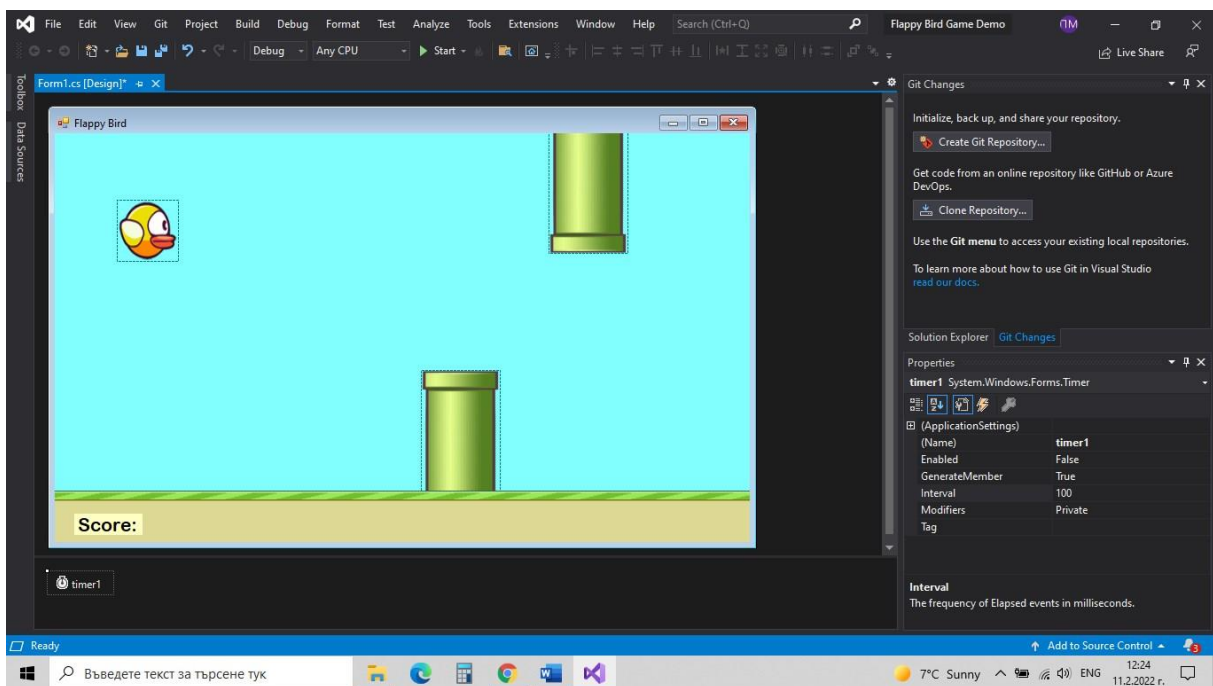 File Edit View Git Project Build Debug Format Test Analyze Tools Extensions Window Help Search (Ctrl+Q) Flappy Bird Game Demo ПМ
Debug Any CPU Start Live Share
Toolbox
Data Sources
Form1.cs [Design]*
Flappy Bird
Score:
timer1
Git Changes
Initialize, back up, and share your repository.
Create Git Repository...
Get code from an online repository like GitHub or Azure
DevOps.
Clone Repository...
Use the Git menu to access your existing local repositories.
To learn more about how to use Git in Visual Studio
read our docs.
Solution Explorer Git Changes
Properties
timer1 System.Windows.Forms.Timer
(ApplicationSettings)
(Name) timer1
Enabled False
GenerateMember True
Interval 100
Modifiers Private
Tag
Interval
The frequency of Elapsed events in milliseconds.
Ready Add to Source Control 3
Въведете текст за търсене тук 7°C Sunny ENG 12:24
11.2.2022 г.